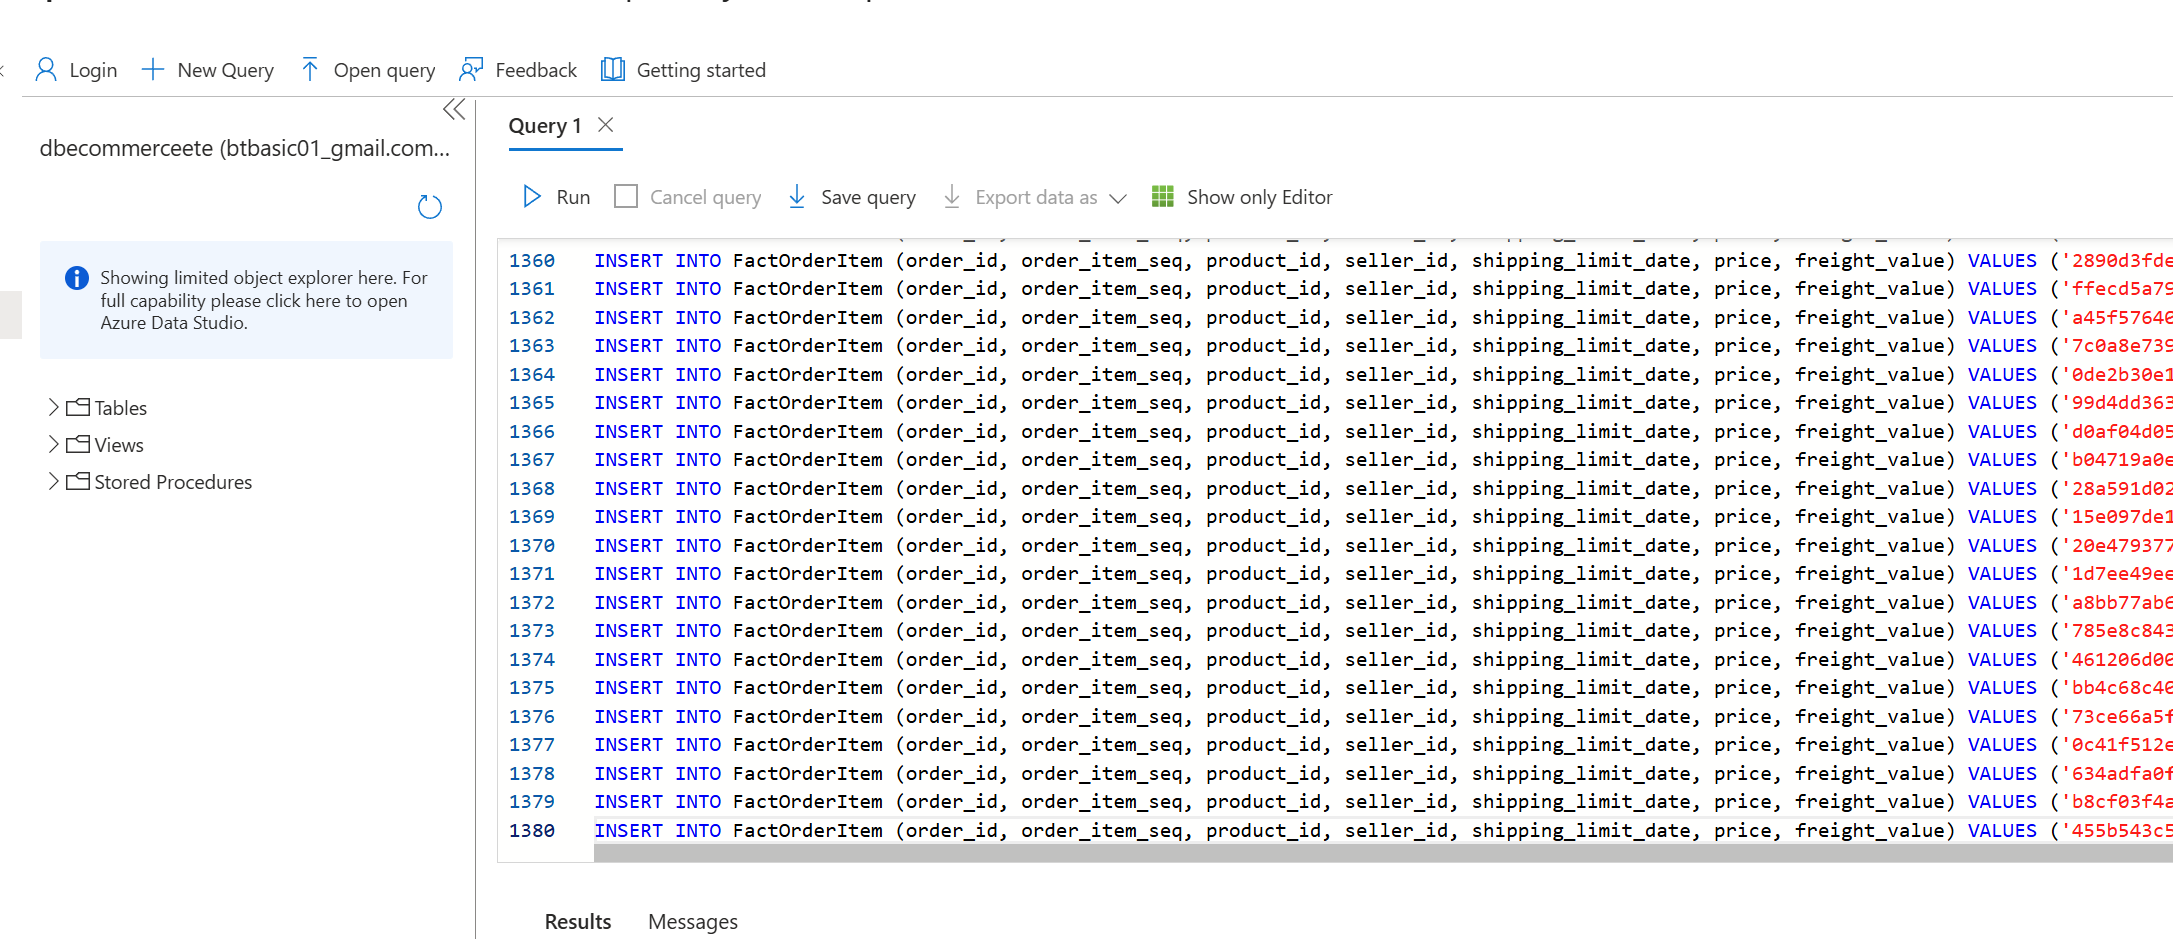 Login
New Query
Open query
Feedback
Getting started
dbecommerceete (btbasic01_gmail.com...
Showing limited object explorer here. For
full capability please click here to open
Azure Data Studio.
Tables
Views
Stored Procedures
Query 1
Run
Cancel query
Save query
Export data as
Show only Editor
1360 INSERT INTO FactOrderItem (order_id, order_item_seq, product_id, seller_id, shipping_limit_date, price, freight_value) VALUES ('2890d3fde
1361 INSERT INTO FactOrderItem (order_id, order_item_seq, product_id, seller_id, shipping_limit_date, price, freight_value) VALUES ('ffecd5a79
1362 INSERT INTO FactOrderItem (order_id, order_item_seq, product_id, seller_id, shipping_limit_date, price, freight_value) VALUES ('a45f57640
1363 INSERT INTO FactOrderItem (order_id, order_item_seq, product_id, seller_id, shipping_limit_date, price, freight_value) VALUES ('7c0a8e739
1364 INSERT INTO FactOrderItem (order_id, order_item_seq, product_id, seller_id, shipping_limit_date, price, freight_value) VALUES ('0de2b30e1
1365 INSERT INTO FactOrderItem (order_id, order_item_seq, product_id, seller_id, shipping_limit_date, price, freight_value) VALUES ('99d4dd363
1366 INSERT INTO FactOrderItem (order_id, order_item_seq, product_id, seller_id, shipping_limit_date, price, freight_value) VALUES ('d0af04d05
1367 INSERT INTO FactOrderItem (order_id, order_item_seq, product_id, seller_id, shipping_limit_date, price, freight_value) VALUES ('b04719a0e
1368 INSERT INTO FactOrderItem (order_id, order_item_seq, product_id, seller_id, shipping_limit_date, price, freight_value) VALUES ('28a591d02
1369 INSERT INTO FactOrderItem (order_id, order_item_seq, product_id, seller_id, shipping_limit_date, price, freight_value) VALUES ('15e097de1
1370 INSERT INTO FactOrderItem (order_id, order_item_seq, product_id, seller_id, shipping_limit_date, price, freight_value) VALUES ('20e479377
1371 INSERT INTO FactOrderItem (order_id, order_item_seq, product_id, seller_id, shipping_limit_date, price, freight_value) VALUES ('1d7ee49ee
1372 INSERT INTO FactOrderItem (order_id, order_item_seq, product_id, seller_id, shipping_limit_date, price, freight_value) VALUES ('a8bb77ab6
1373 INSERT INTO FactOrderItem (order_id, order_item_seq, product_id, seller_id, shipping_limit_date, price, freight_value) VALUES ('785e8c843
1374 INSERT INTO FactOrderItem (order_id, order_item_seq, product_id, seller_id, shipping_limit_date, price, freight_value) VALUES ('461206d00
1375 INSERT INTO FactOrderItem (order_id, order_item_seq, product_id, seller_id, shipping_limit_date, price, freight_value) VALUES ('bb4c68c40
1376 INSERT INTO FactOrderItem (order_id, order_item_seq, product_id, seller_id, shipping_limit_date, price, freight_value) VALUES ('73ce66a5f
1377 INSERT INTO FactOrderItem (order_id, order_item_seq, product_id, seller_id, shipping_limit_date, price, freight_value) VALUES ('0c41f512e
1378 INSERT INTO FactOrderItem (order_id, order_item_seq, product_id, seller_id, shipping_limit_date, price, freight_value) VALUES ('634adfa0f
1379 INSERT INTO FactOrderItem (order_id, order_item_seq, product_id, seller_id, shipping_limit_date, price, freight_value) VALUES ('b8cf03f4a
1380 INSERT INTO FactOrderItem (order_id, order_item_seq, product_id, seller_id, shipping_limit_date, price, freight_value) VALUES ('455b543c5
Results
Messages